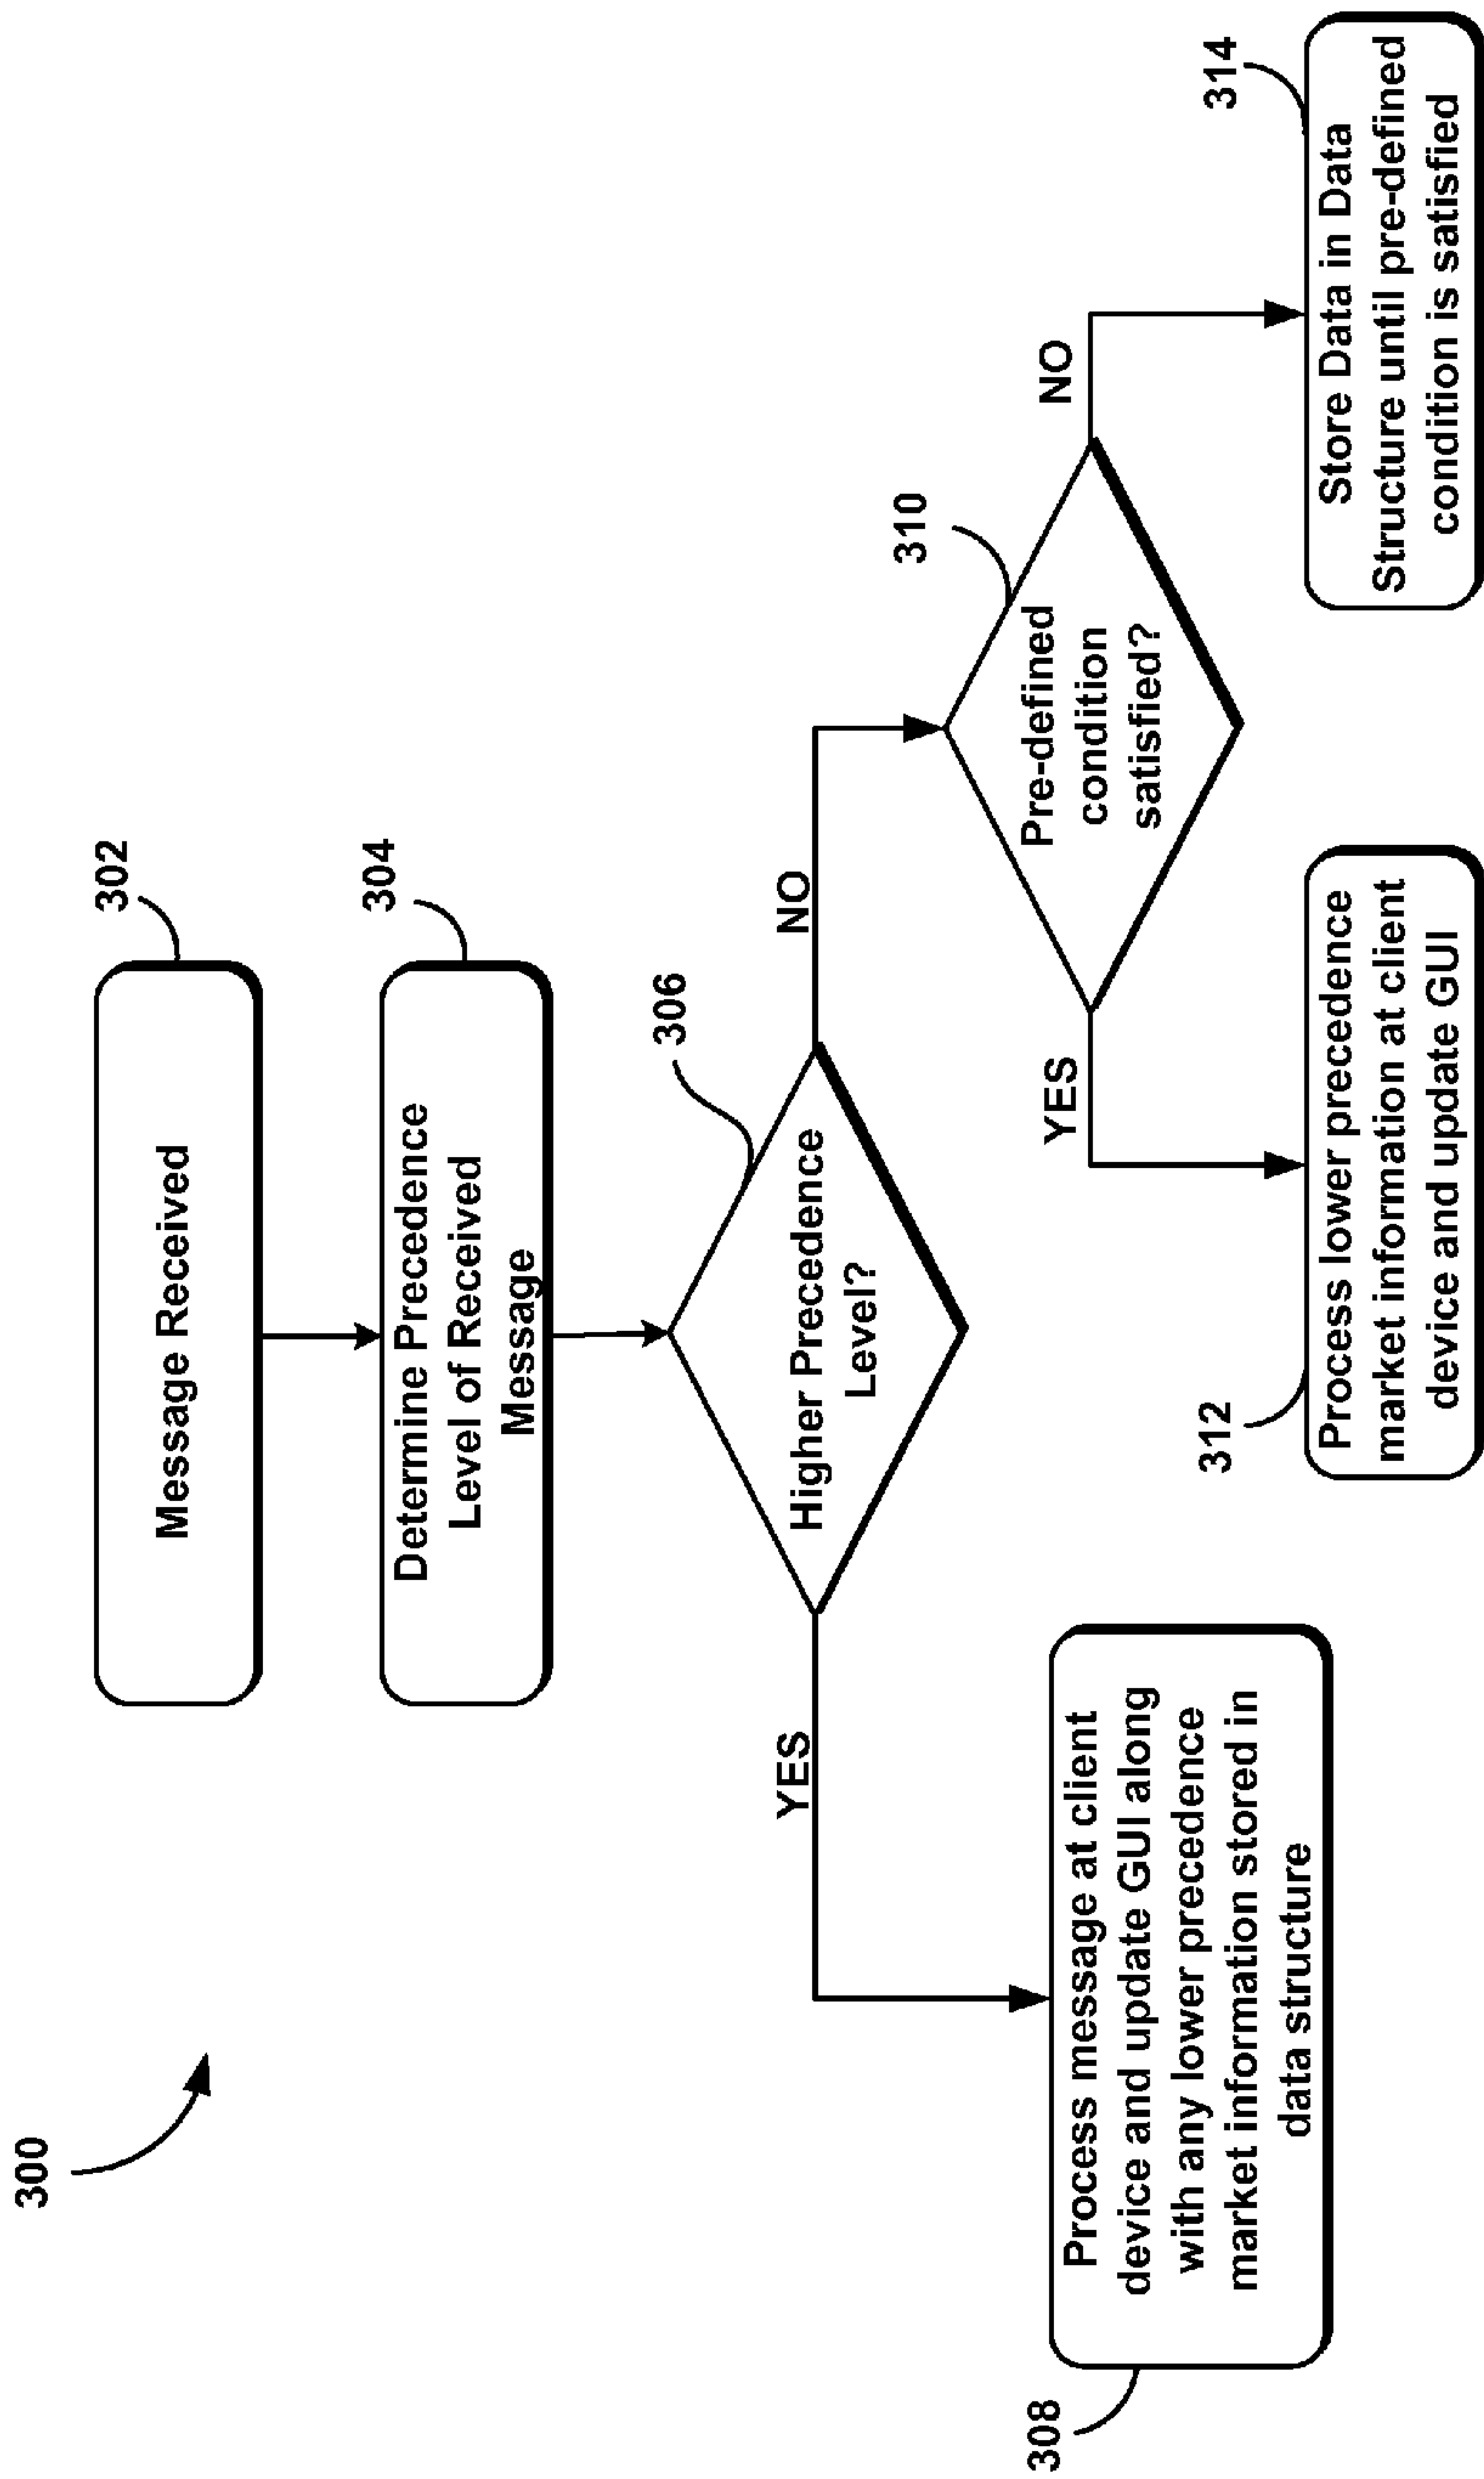 300
302
Message Received
304
Determine Precedence
Level of Received
Message
306
Higher Precedence
Level?
YES
NO
308
Process message at client
device and update GUI along
with any lower precedence
market information stored in
data structure
310
Pre-defined
condition
satisfied?
YES
NO
312
Process lower precedence
market information at client
device and update GUI
314
Store Data in Data
Structure until pre-defined
condition is satisfied